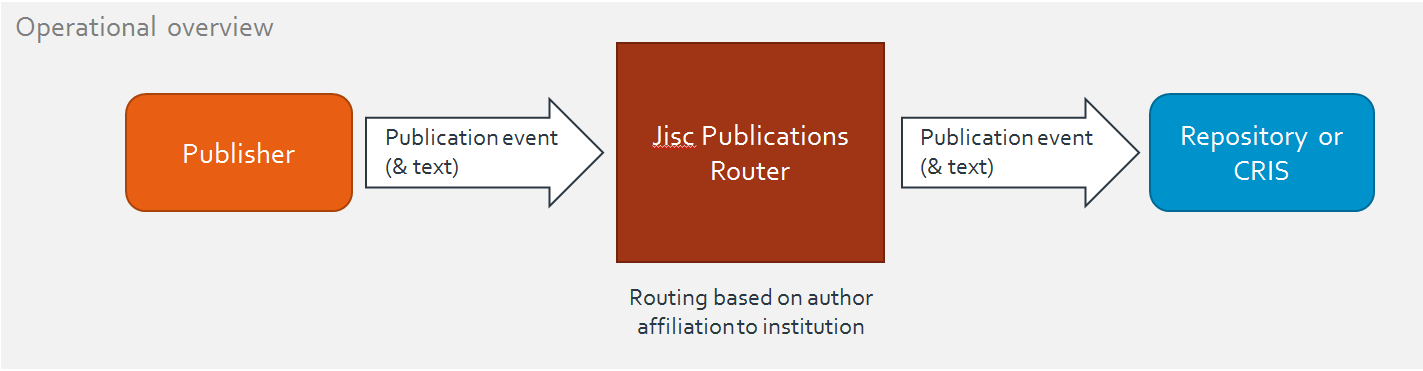 Operational overview
Publisher
Publication event
(& text)
Jisc Publications
Router
Publication event
(& text)
Repository or
CRIS
Routing based on author
affiliation to institution